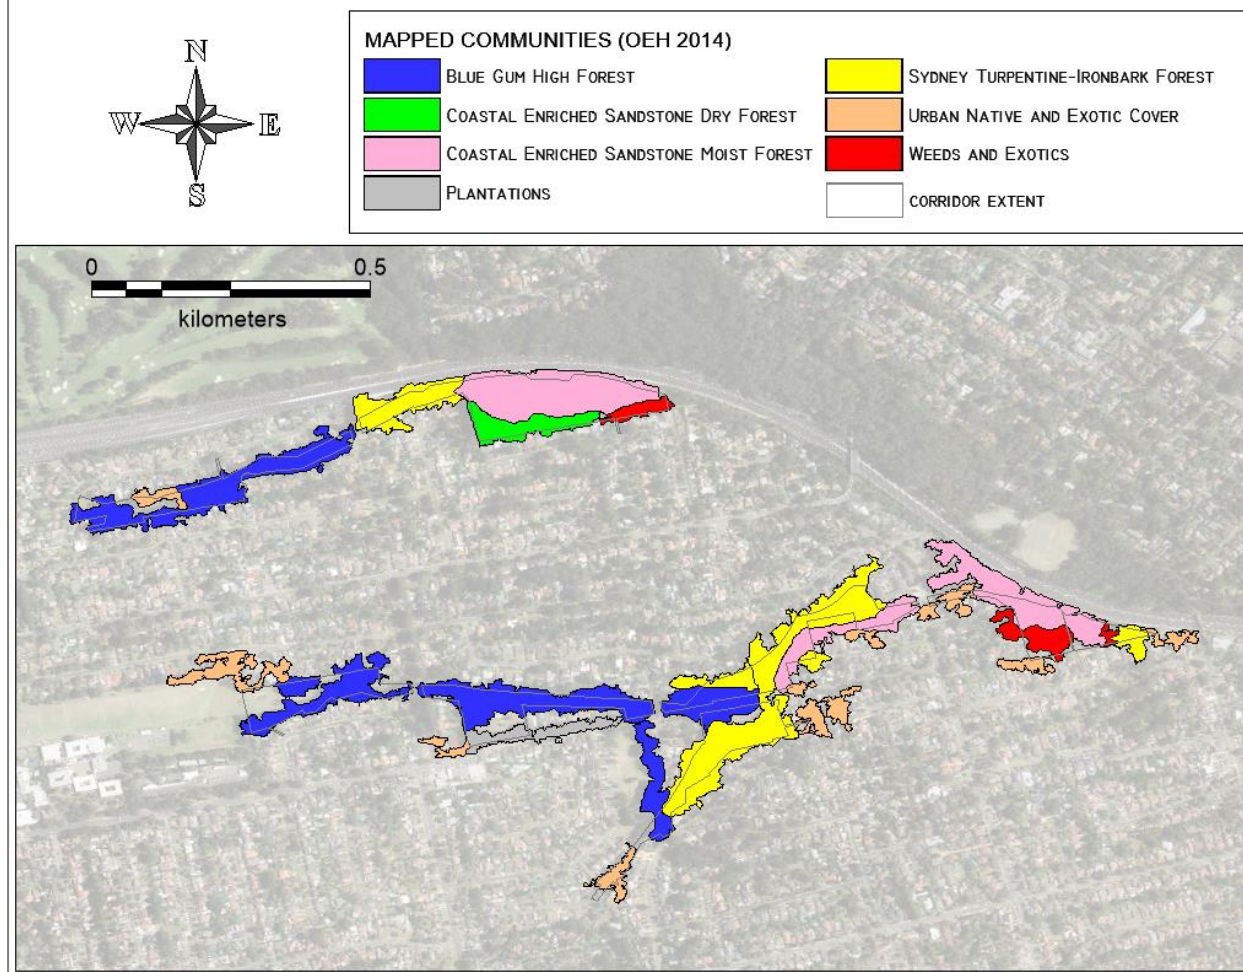 N
W E
S
MAPPED COMMUNITIES (OEH 2014)
BLUE GUM HIGH FOREST
COASTAL ENRICHED SANDSTONE DRY FOREST
COASTAL ENRICHED SANDSTONE MOIST FOREST
PLANTATIONS
SYDNEY TURPENTINE-IRONBARK FOREST
URBAN NATIVE AND EXOTIC COVER
WEEDS AND EXOTICS
CORRIDOR EXTENT
0 0.5
kilometers